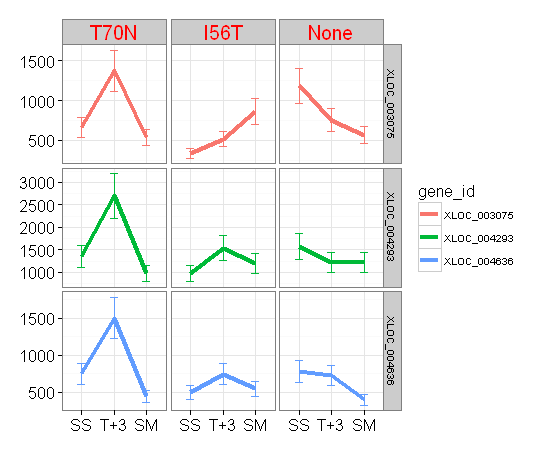 T70N I56T None
1500
1000
500
XLOC_003075
3000
2500
2000
1500
1000
XLOC_004293
1500
1000
500
XLOC_004636
SS T+3 SM SS T+3 SM SS T+3 SM
gene_id
XLOC_003075
XLOC_004293
XLOC_004636